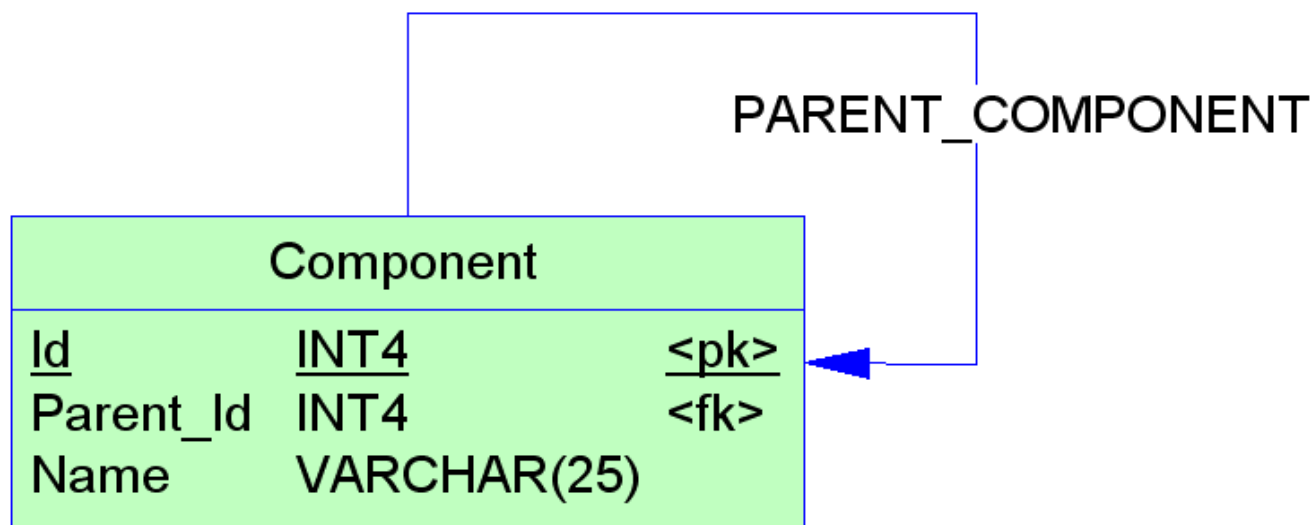 PARENT_COMPONENT
Component
Id INT4 <pk>
Parent_Id INT4 <fk>
Name VARCHAR(25)